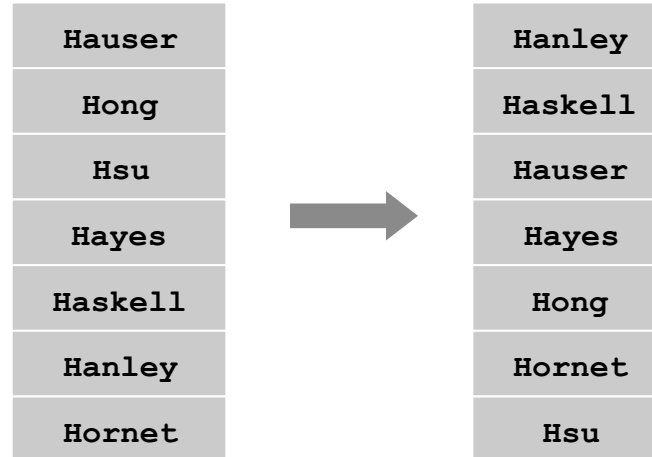 Hauser
Hong
Hsu
Hayes
Haskell
Hanley
Hornet
Hanley
Haskell
Hauser
Hayes
Hong
Hornet
Hsu